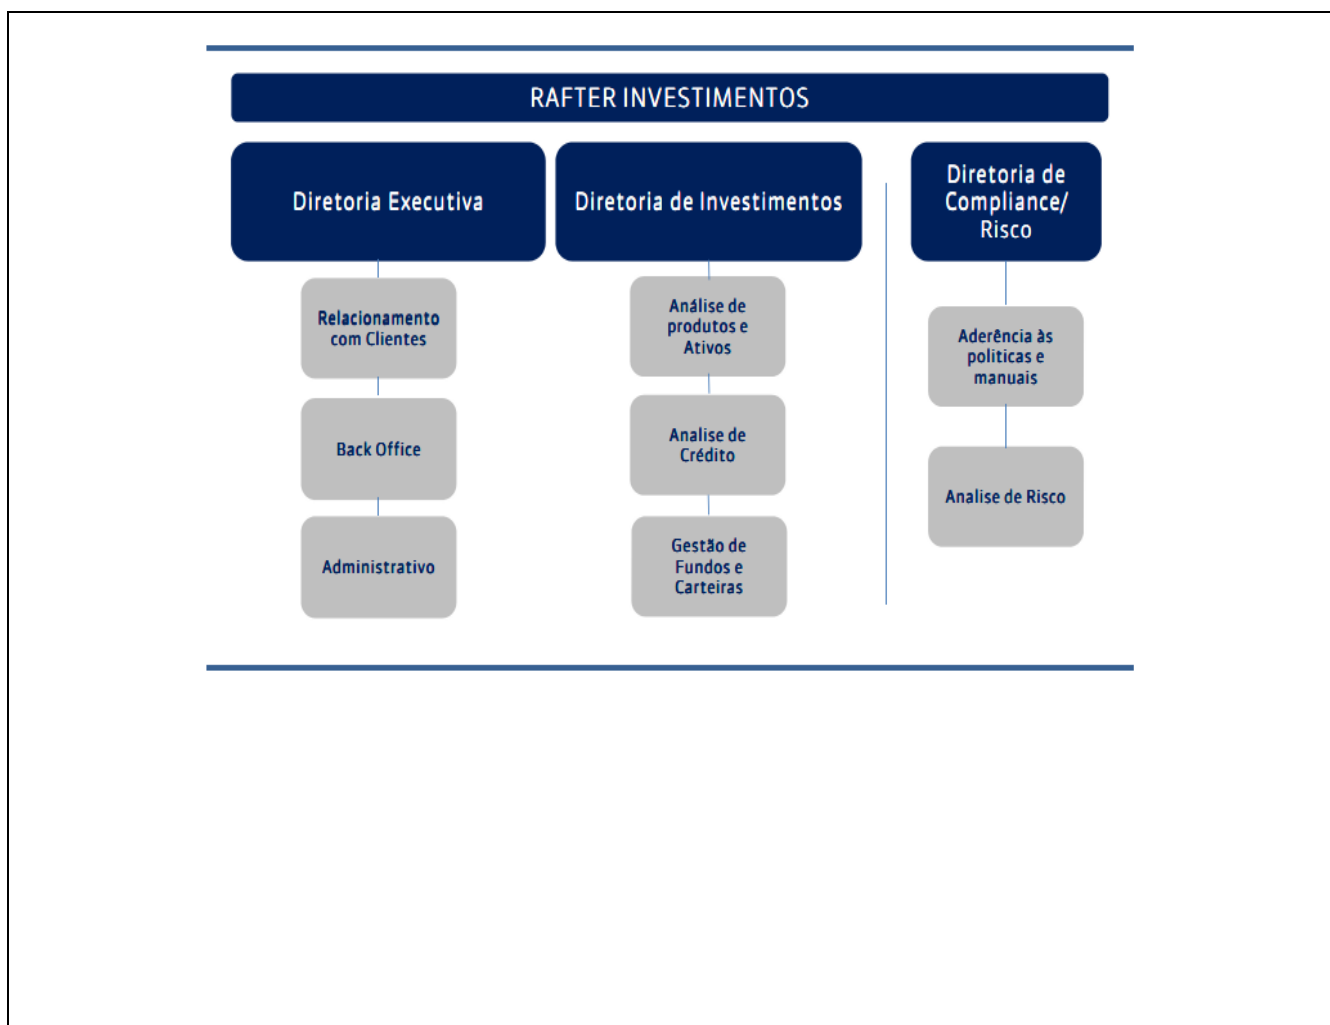 RAFTER INVESTIMENTOS
Diretoria Executiva
Relacionamento
com Clientes
Back Office
Administrativo
Diretoria de Investimentos
Análise de
produtos e
Ativos
Analise de
Crédito
Gestão de
Fundos e
Carteiras
Diretoria de
Compliance/
Risco
Aderência às
politicas e
manuais
Analise de Risco